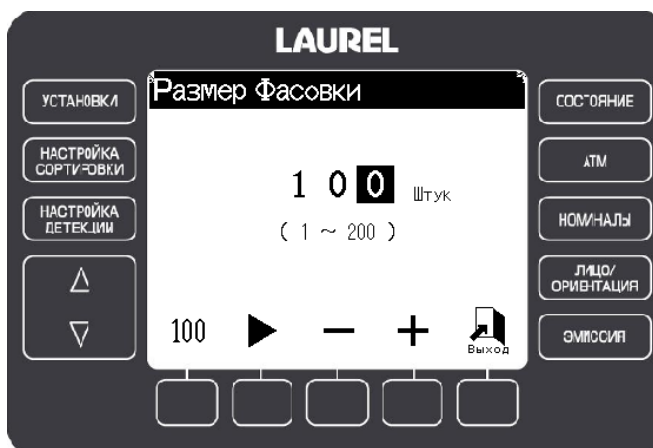 LAUREL
УСТАНОВКА
НАСТРОЙКА
СОРТИРОВКИ
НАСТРОЙКА
ДЕТЕКЦИИ
Размер Фасовки
1 0 0 Штук
( 1 ~ 200 )
100
Выход
СОСТОЯНИЕ
ATM
НОМИНАЛЫ
ЛИЦО/
ОРИЕНТАЦИЯ
ЭМИССИЯ